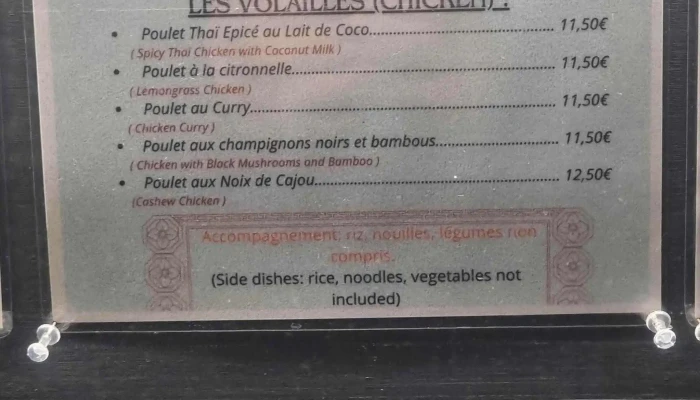 LES VOLAILLES (CHICKEN) :
• Poulet Thaï Epicé au Lait de Coco.......................................... 11,50€
( Spicy Thai Chicken with Coconut Milk )
• Poulet à la citronnelle............................................................ 11,50€
( Lemongrass Chicken )
• Poulet au Curry...................................................................... 11,50€
( Chicken Curry )
• Poulet aux champignons noirs et bambous............................ 11,50€
( Chicken with Black Mushrooms and Bamboo )
• Poulet aux Noix de Cajou....................................................... 12,50€
(Cashew Chicken )
Accompagnement: riz, nouilles, légumes non
compris.
(Side dishes: rice, noodles, vegetables not
included)